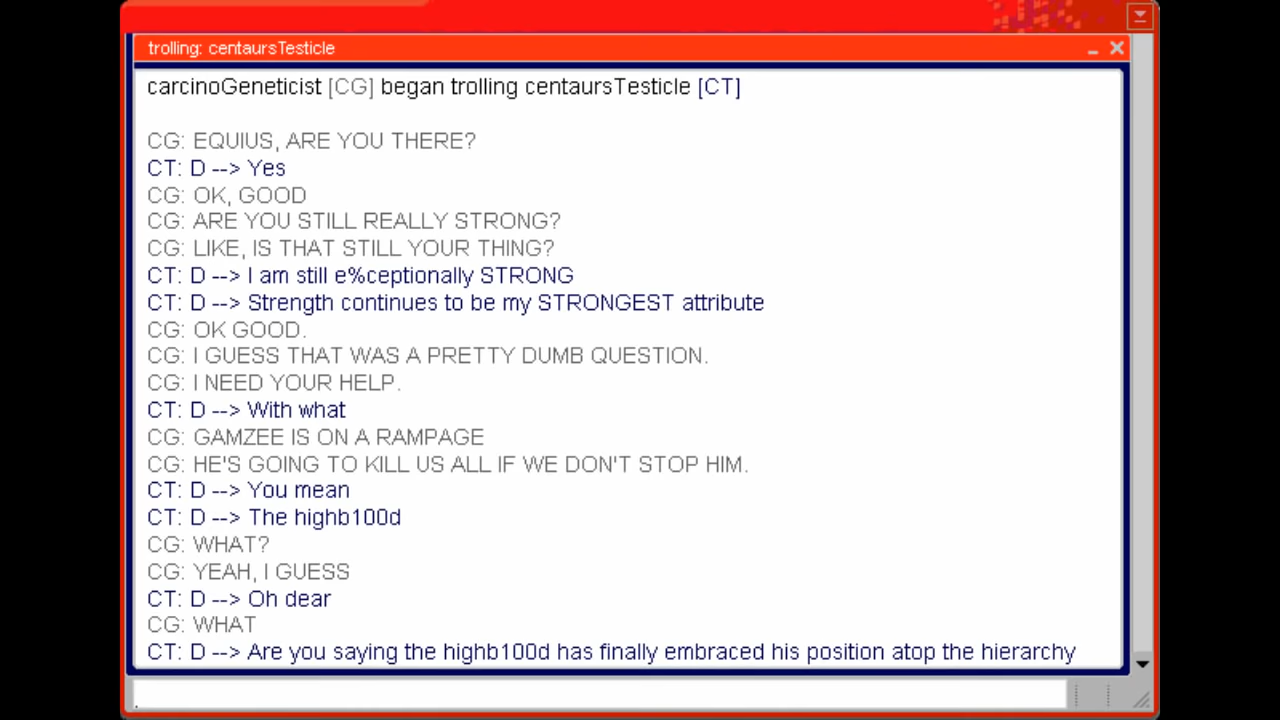 trolling: centaursTesticle
carcinoGeneticist [CG] began trolling centaursTesticle [CT]
CG: EQUIUS, ARE YOU THERE?
CT: D --> Yes
CG: OK, GOOD
CG: ARE YOU STILL REALLY STRONG?
CG: LIKE, IS THAT STILL YOUR THING?
CT: D --> I am still e%ceptionally STRONG
CT: D --> Strength continues to be my STRONGEST attribute
CG: OK GOOD.
CG: I GUESS THAT WAS A PRETTY DUMB QUESTION.
CG: I NEED YOUR HELP.
CT: D --> With what
CG: GAMZEE IS ON A RAMPAGE
CG: HE'S GOING TO KILL US ALL IF WE DON'T STOP HIM.
CT: D --> You mean
CT: D --> The highb100d
CG: WHAT?
CG: YEAH, I GUESS
CT: D --> Oh dear
CG: WHAT
CT: D --> Are you saying the highb100d has finally embraced his position atop the hierarchy